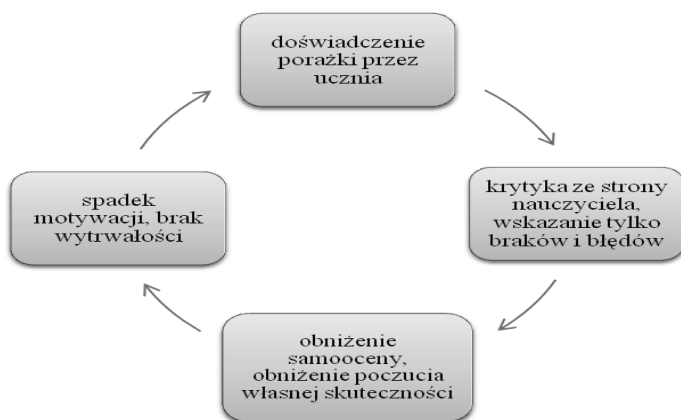 doświadczenie
porażki przez
ucznia
krytyka ze strony
nauczyciela,
wskazanie tylko
braków i błędów
obniżenie
samooceny,
obniżenie poczucia
własnej skuteczności
spadek
motywacji, brak
wytrwałości